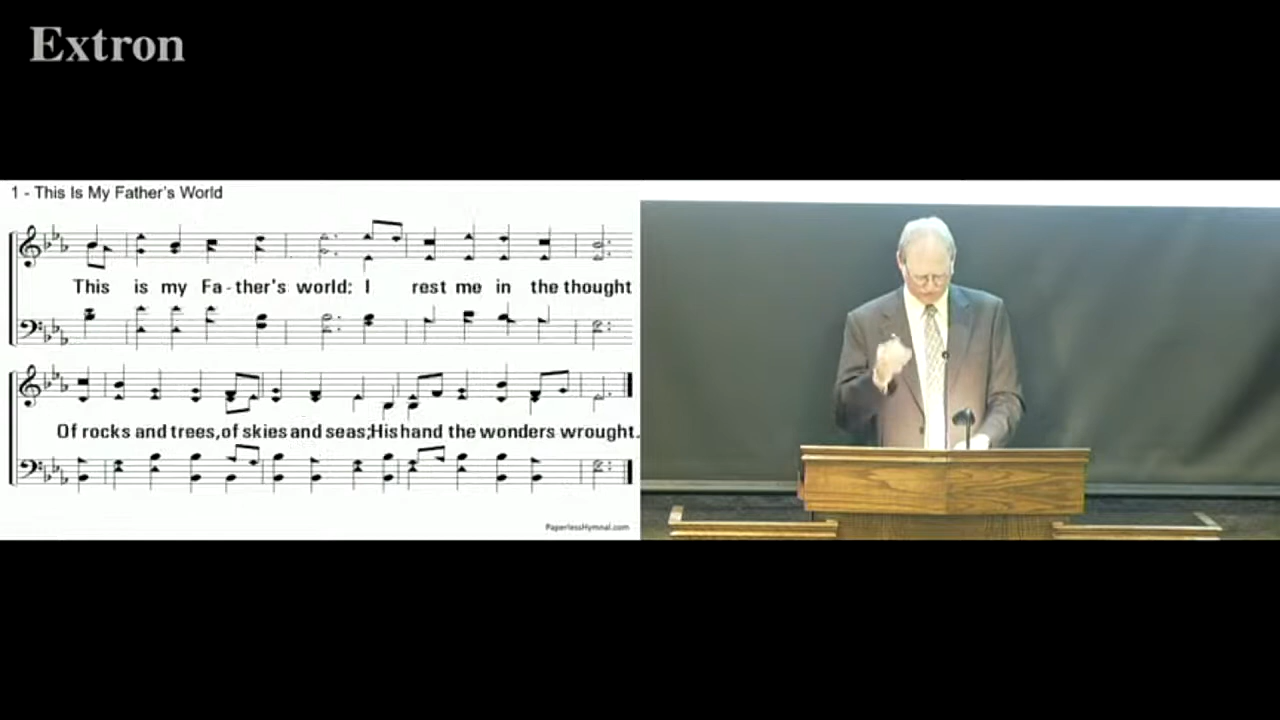 Extron
1 - This Is My Father's World
This is my Fa-ther's world: I rest me in the thought
Of rocks and trees, of skies and seas; His hand the wonders wrought.
PaperlessHymnal.com